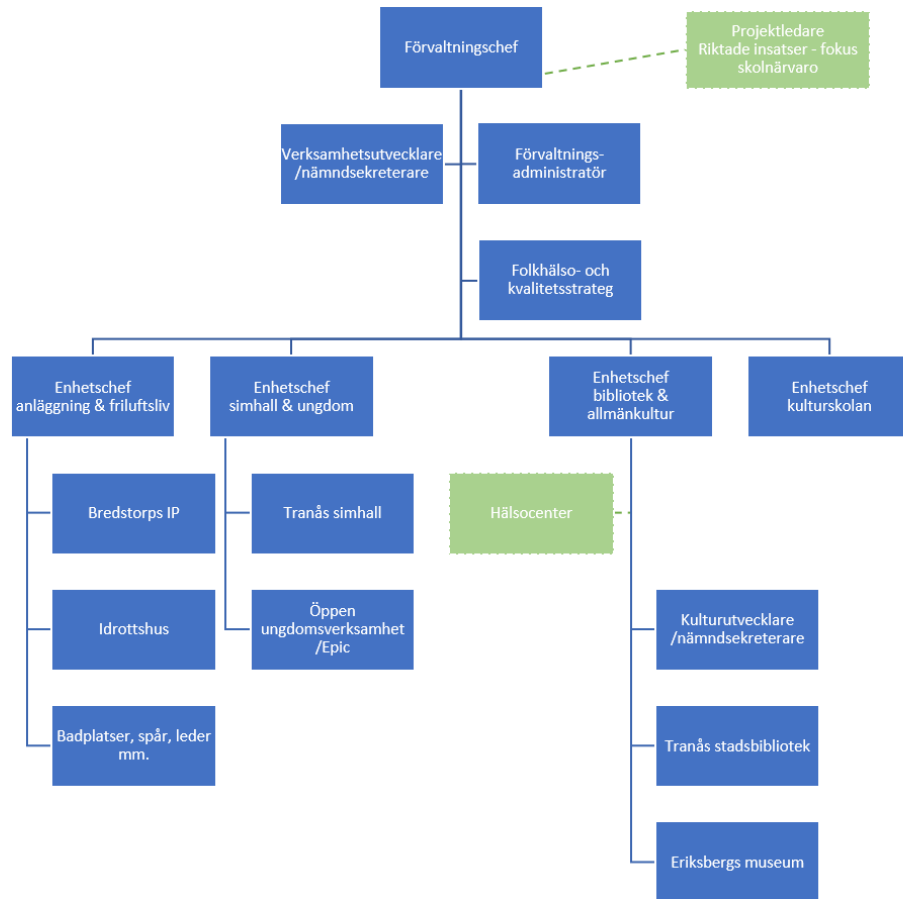 Förvaltningschef
Projektledare
Riktade insatser - fokus
skolnärvaro
Verksamhetsutvecklare
/nämndsekreterare
Förvaltnings-
administratör
Folkhälso- och
kvalitetsstrateg
Enhetschef
anläggning & friluftsliv
Enhetschef
simhall & ungdom
Enhetschef
bibliotek &
allmänkultur
Enhetschef
kulturskolan
Bredstorps IP
Tranås simhall
Hälsocenter
Idrottshus
Öppen
ungdomsverksamhet
/Epic
Kulturutvecklare
/nämndsekreterare
Badplatser, spår, leder
mm.
Tranås stadsbibliotek
Eriksbergs museum